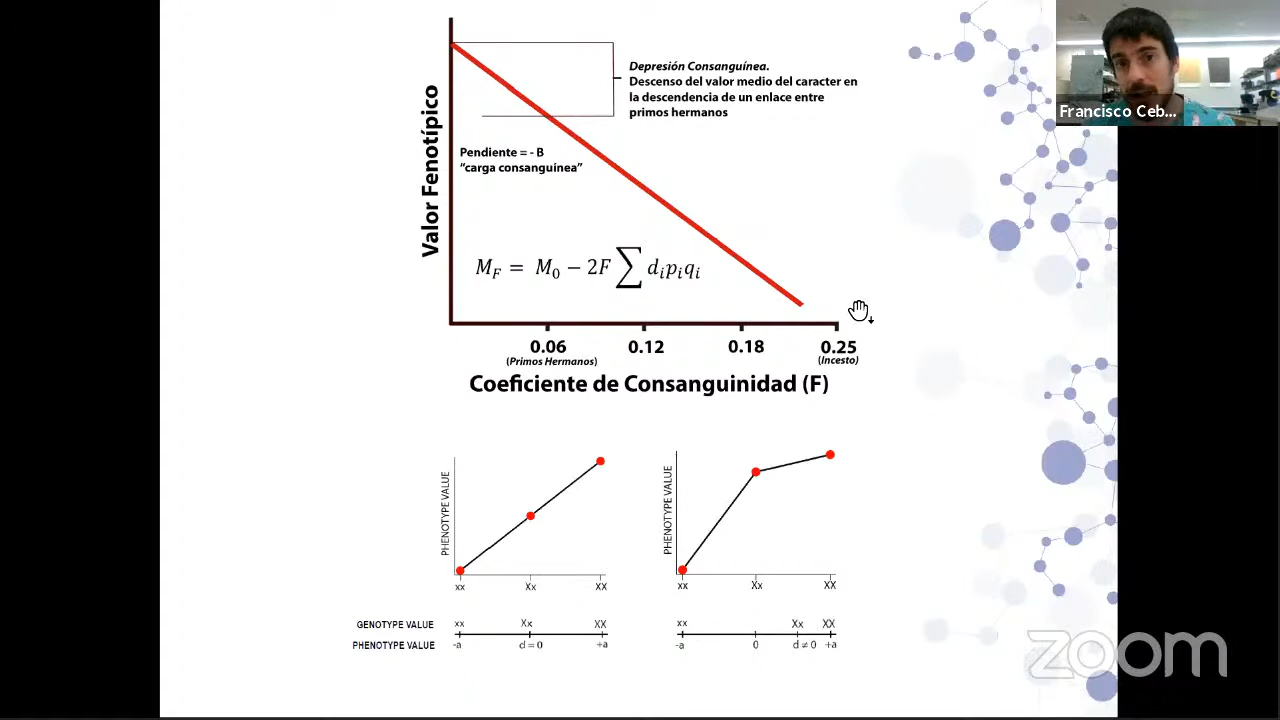 Francisco Ceb...
Depresión Consanguínea.
Descenso del valor medio del caracter en
la descendencia de un enlace entre
primos hermanos
Valor Fenotípico
Pendiente = - B
“carga consanguínea”
M_F = M_0 − 2F ∑ d_i p_i q_i
0.06 0.12 0.18 0.25
(Primos Hermanos) (Incesto)
Coeficiente de Consanguinidad (F)
PHENOTYPE VALUE
xx Xx XX
PHENOTYPE VALUE
xx Xx XX
GENOTYPE VALUE xx Xx XX xx Xx XX
PHENOTYPE VALUE -a d = 0 +a -a 0 d ≠ 0 +a
zoom